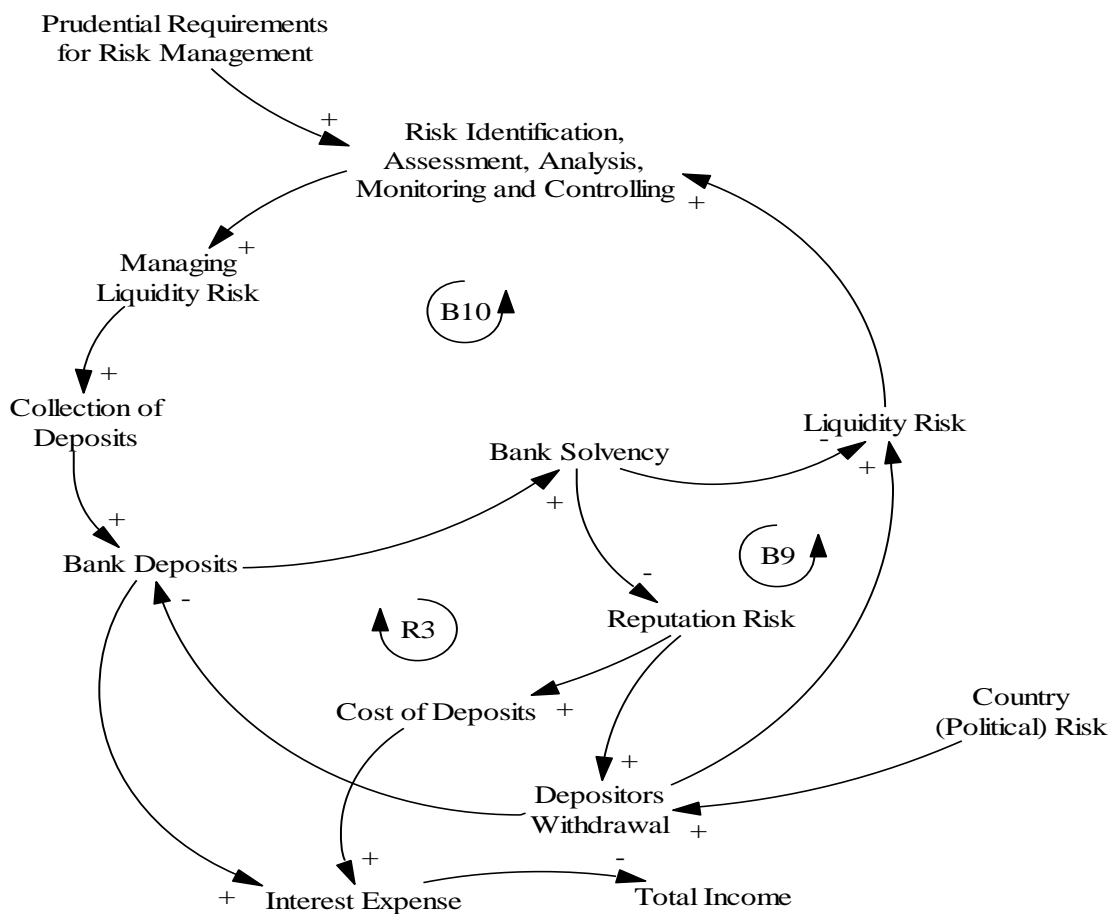 Prudential Requirements
for Risk Management
+
Risk Identification,
Assessment, Analysis,
Monitoring and Controlling
+
+
Managing
Liquidity Risk
B10
+
Collection of
Deposits
Liquidity Risk
-
+
Bank Solvency
+
+
Bank Deposits
-
B9
-
Reputation Risk
R3
Cost of Deposits
+
Country
(Political) Risk
+
Depositors
Withdrawal
+
+
-
+
Interest Expense
Total Income